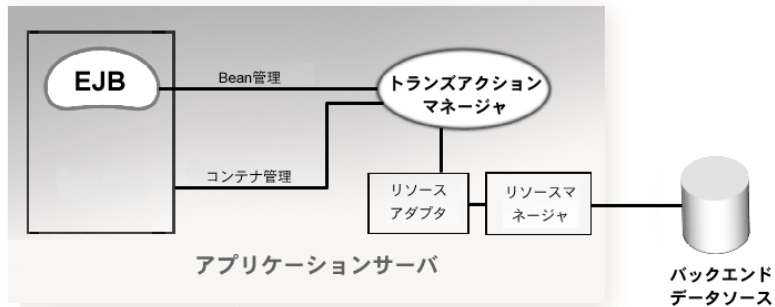 EJB
Bean管理
トランズアクション
マネージャ
コンテナ管理
リソース
アダプタ
リソースマ
ネージャ
アプリケーションサーバ
バックエンド
データソース